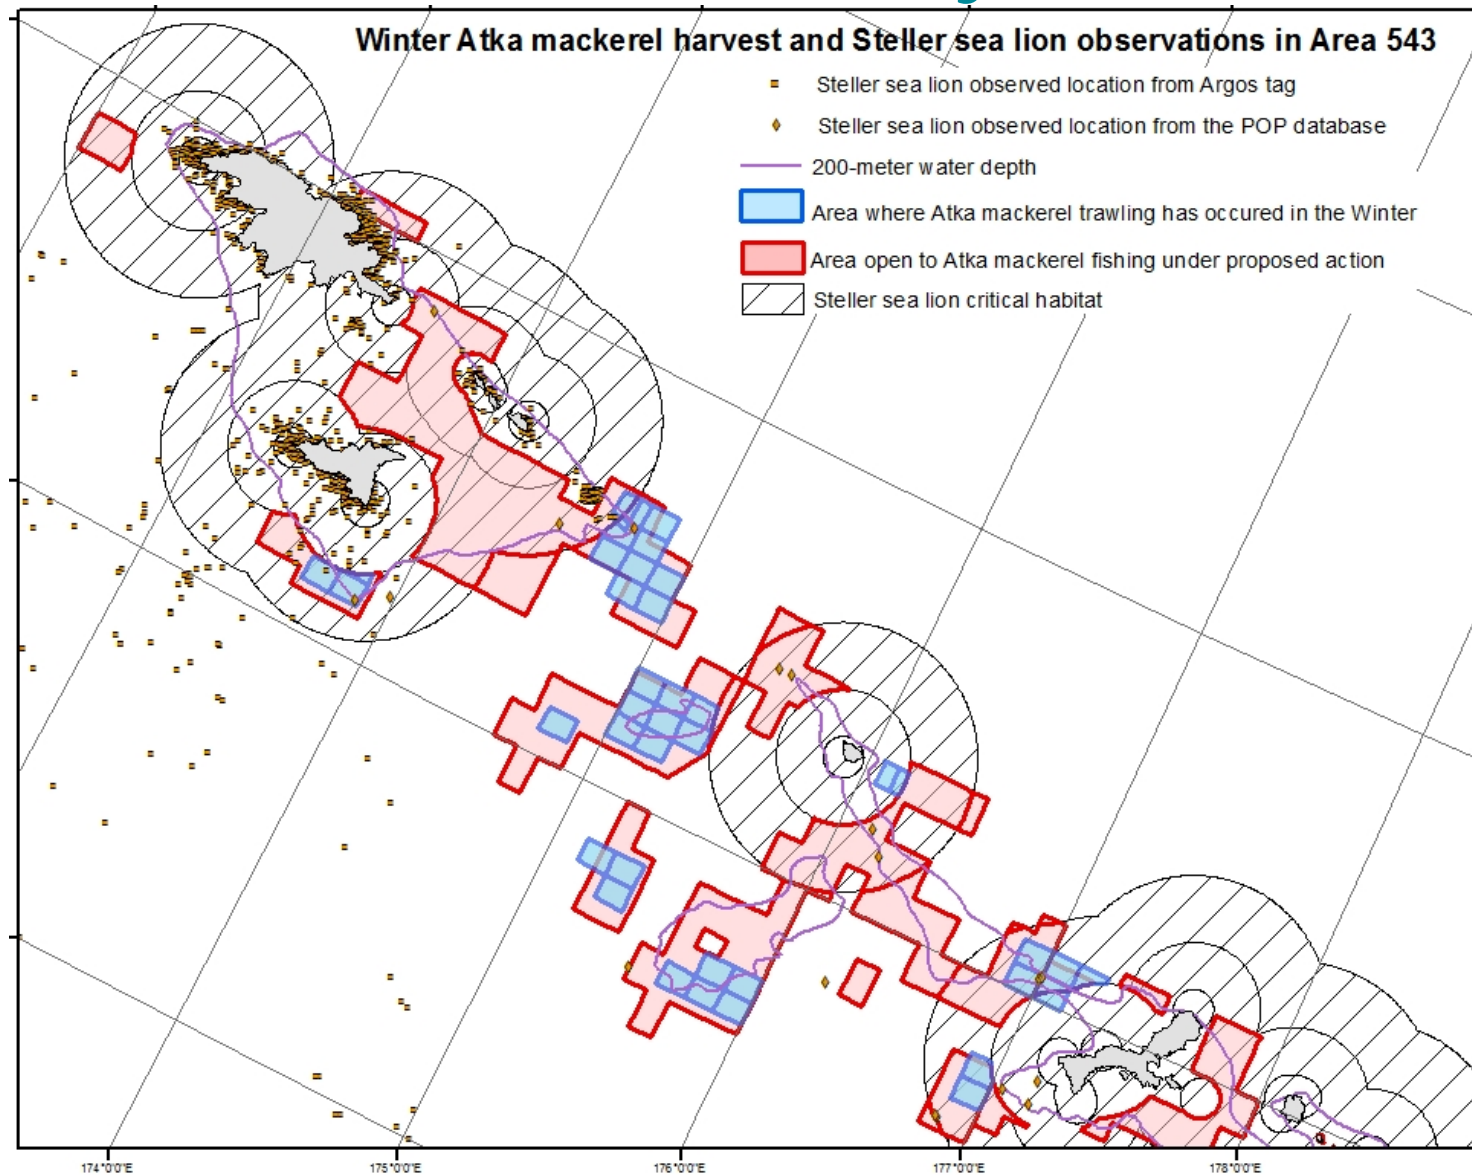 Winter Atka mackerel harvest and Steller sea lion observations in Area 543
Steller sea lion observed location from Argos tag
Steller sea lion observed location from the POP database
200-meter water depth
Area where Atka mackerel trawling has occured in the Winter
Area open to Atka mackerel fishing under proposed action
Steller sea lion critical habitat
174°0'0"E 175°0'0"E 176°0'0"E 177°0'0"E 178°0'0"E